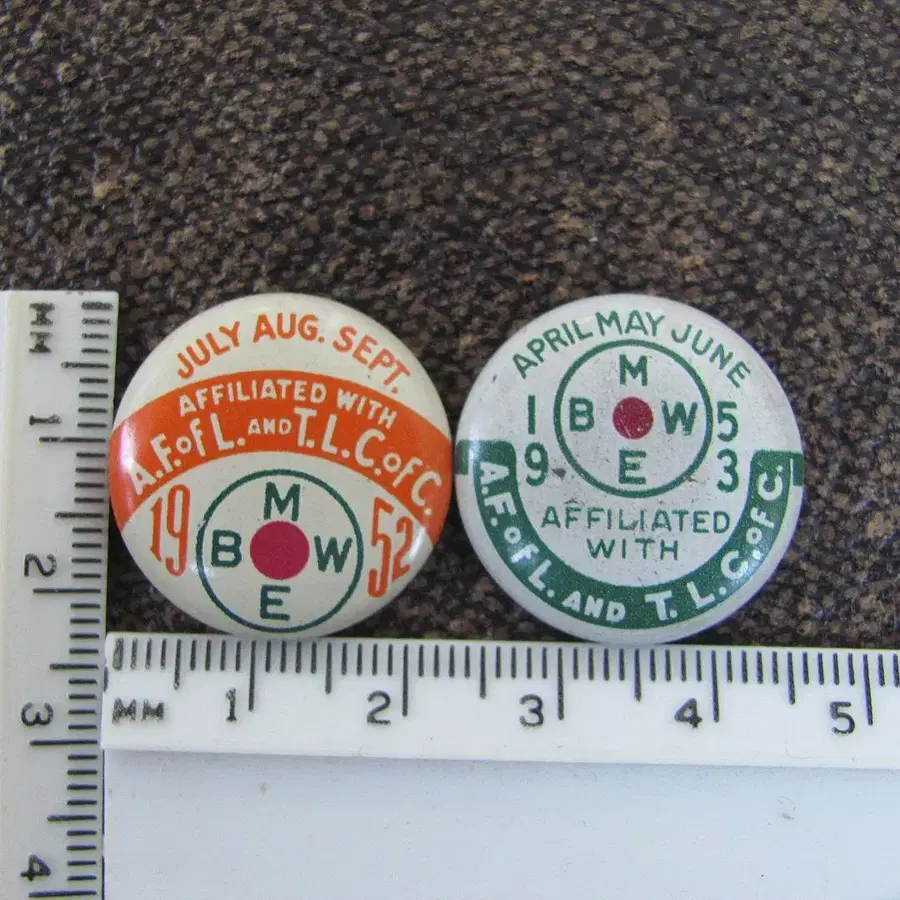 JULY AUG. SEPT.
AFFILIATED WITH
A.F. OF L. AND T.L.C. OF C.
19 52
M
B W
E
APRIL MAY JUNE
M
1 B W 5
9 3
E
AFFILIATED
WITH
A.F. OF L. AND T.L.C. OF C.
MM
1
2
3
4
MM 1 2 3 4 5